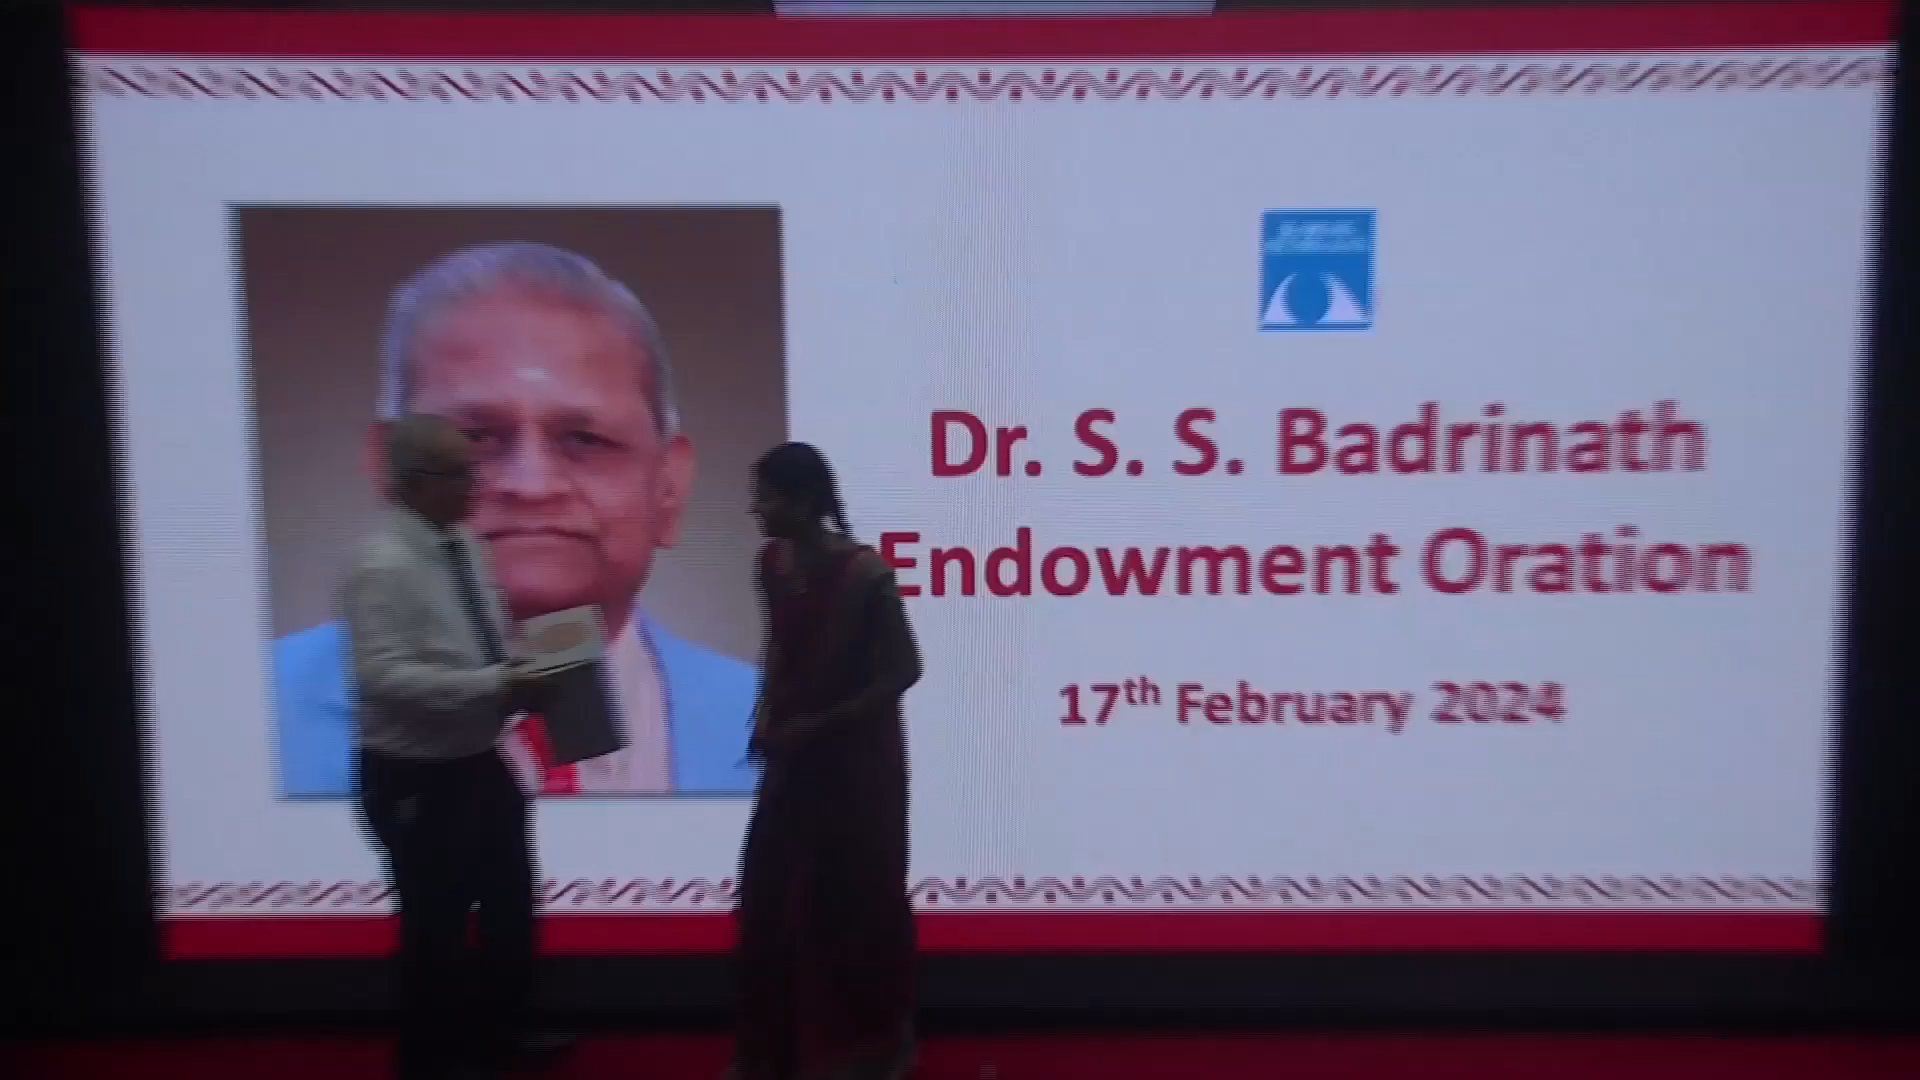 Dr. S. S. Badrinath
Endowment Oration
17th February 2024